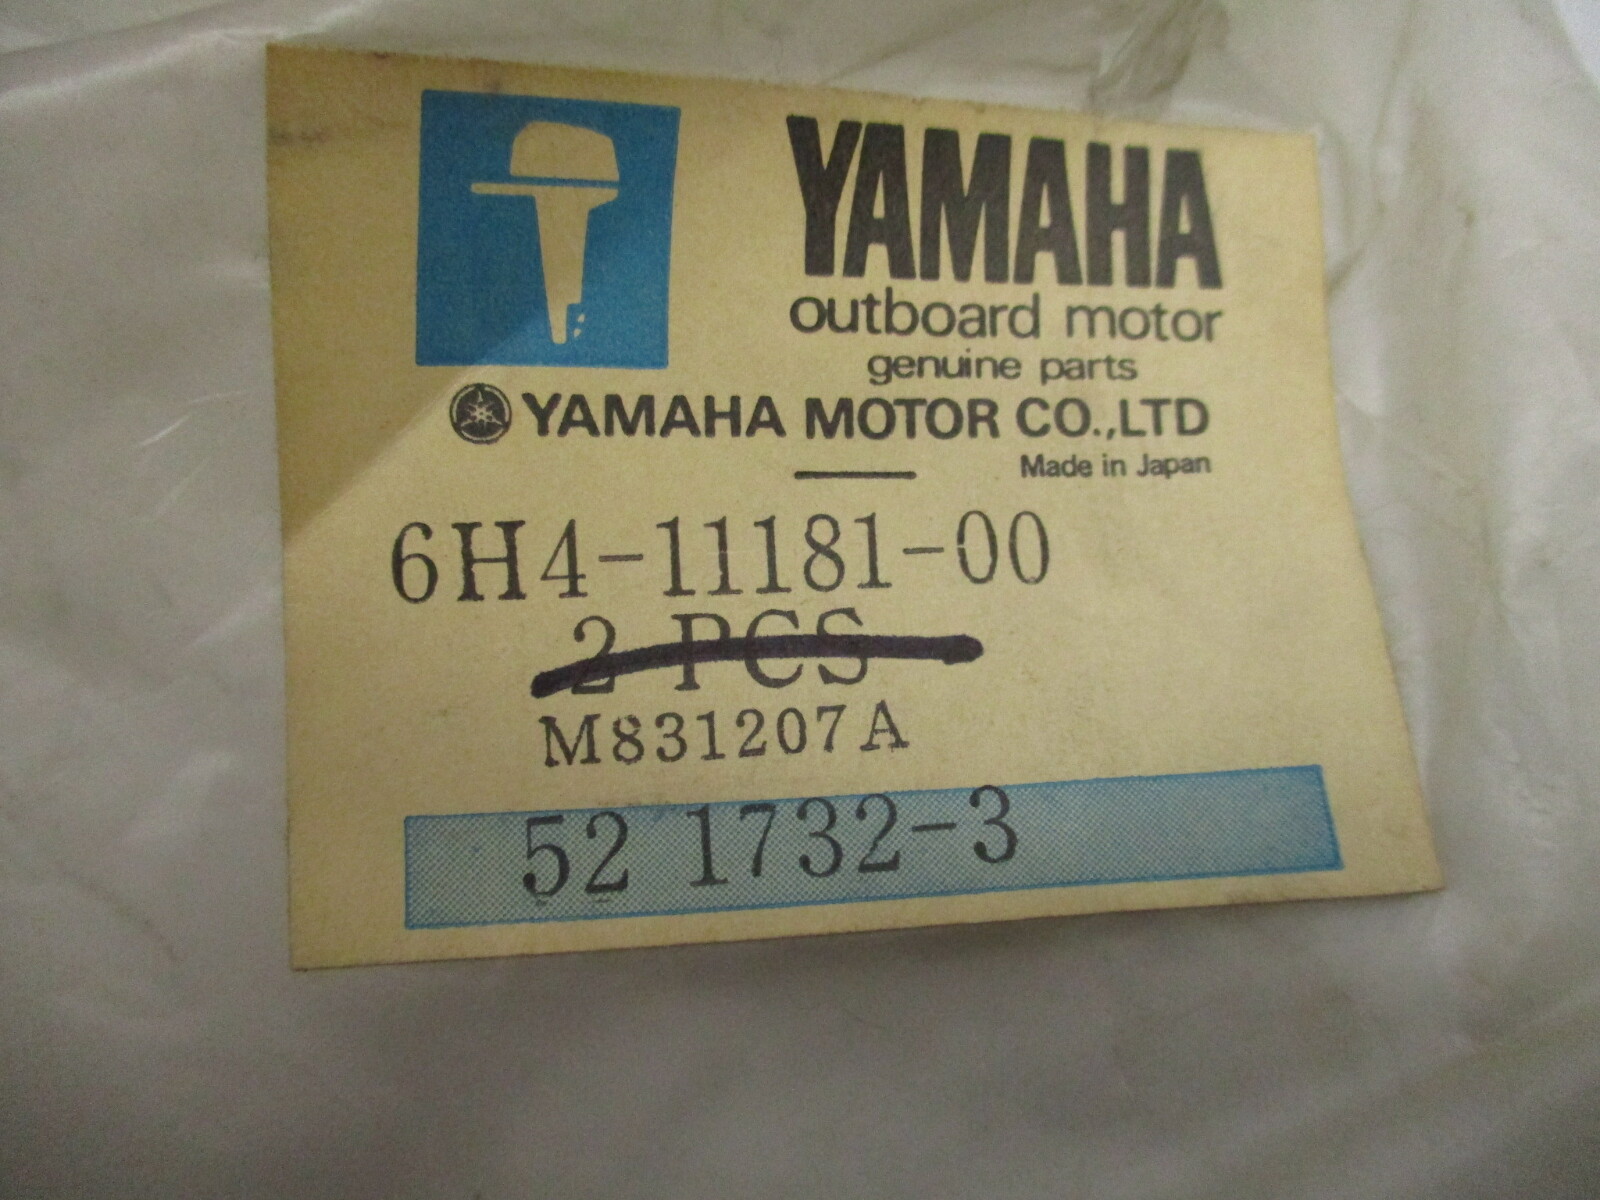 YAMAHA
outboard motor
genuine parts
YAMAHA MOTOR CO.,LTD
Made in Japan
6H4-11181-00
2 PCS
M831207A
52 1732-3